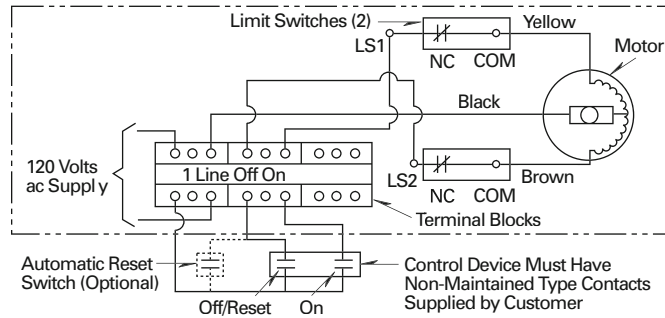 Limit Switches (2)
Yellow
LS1
Motor
NC COM
Black
120 Volts
ac Supply
1 Line Off On
LS2
NC COM
Brown
Terminal Blocks
Automatic Reset
Switch (Optional)
Off/Reset
On
Control Device Must Have
Non-Maintained Type Contacts
Supplied by Customer